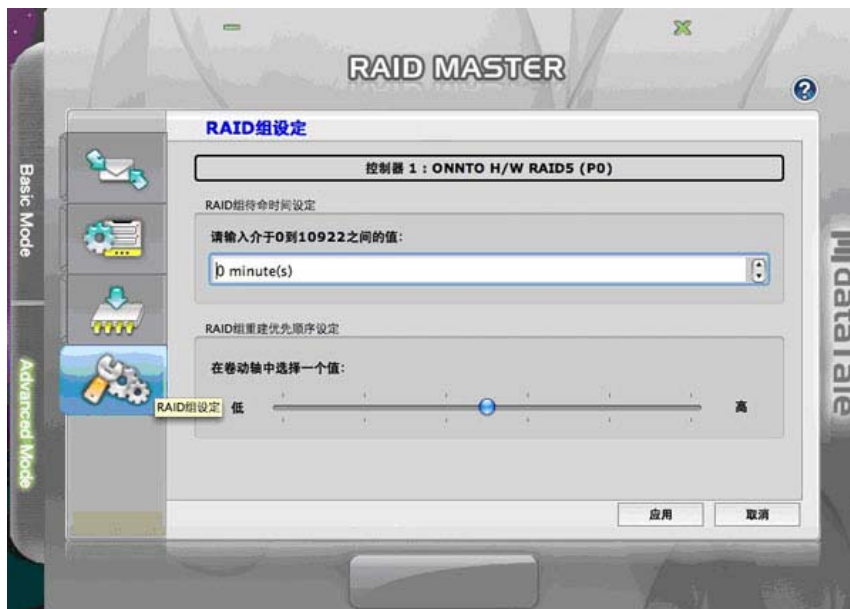 RAID MASTER
?
RAID组设定
控制器 1 : ONNTO H/W RAID5 (P0)
RAID组待命时间设定
请输入介于0到10922之间的值:
0 minute(s)
RAID组重建优先顺序设定
在卷动轴中选择一个值:
低
高
RAID组设定
应用
取消
Basic Mode
Advanced Mode
dataTale